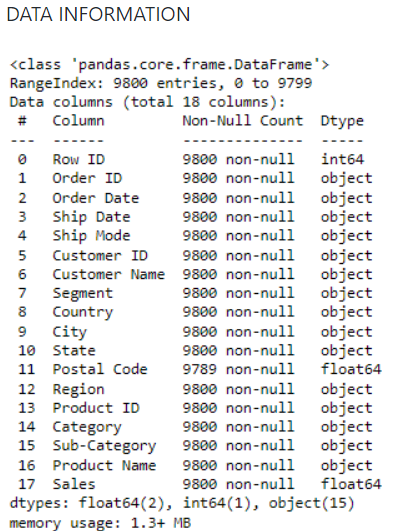 DATA INFORMATION
<class 'pandas.core.frame.DataFrame'>
RangeIndex: 9800 entries, 0 to 9799
Data columns (total 18 columns):
 #   Column         Non-Null Count  Dtype
---  ------         --------------  -----
 0   Row ID         9800 non-null   int64
 1   Order ID       9800 non-null   object
 2   Order Date     9800 non-null   object
 3   Ship Date      9800 non-null   object
 4   Ship Mode      9800 non-null   object
 5   Customer ID    9800 non-null   object
 6   Customer Name  9800 non-null   object
 7   Segment        9800 non-null   object
 8   Country        9800 non-null   object
 9   City           9800 non-null   object
 10  State          9800 non-null   object
 11  Postal Code    9789 non-null   float64
 12  Region         9800 non-null   object
 13  Product ID     9800 non-null   object
 14  Category       9800 non-null   object
 15  Sub-Category   9800 non-null   object
 16  Product Name   9800 non-null   object
 17  Sales          9800 non-null   float64
dtypes: float64(2), int64(1), object(15)
memory usage: 1.3+ MB